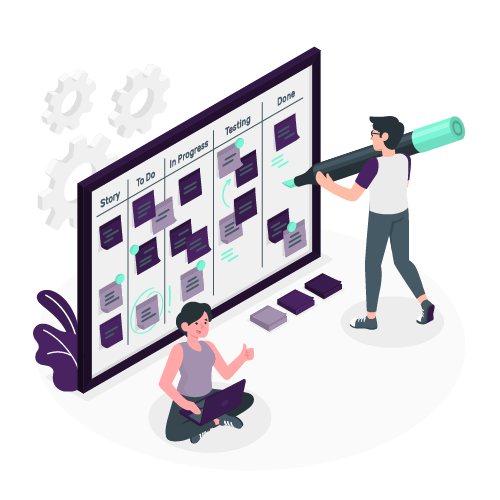 Story
To Do
In Progress
Testing
Done